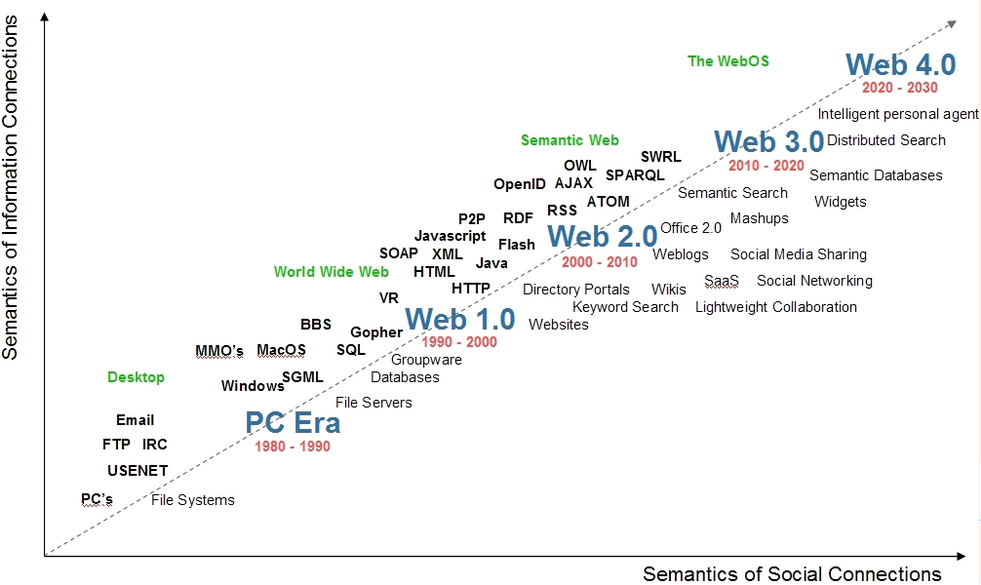 Semantics of Information Connections
The WebOS
Web 4.0
2020 - 2030
Intelligent personal agent
Semantic Web
Web 3.0
Distributed Search
2010 - 2020
SWRL
OWL
SPARQL
Semantic Databases
OpenID
AJAX
Semantic Search
Widgets
ATOM
RSS
Mashups
P2P
RDF
Office 2.0
Javascript
Flash
Web 2.0
2000 - 2010
SOAP
XML
Weblogs
Social Media Sharing
Java
World Wide Web
HTML
SaaS
Social Networking
HTTP
Directory Portals
Wikis
VR
Keyword Search
Lightweight Collaboration
Web 1.0
1990 - 2000
Websites
BBS
Gopher
MMO's
MacOS
SQL
Groupware
Desktop
Windows
SGML
Databases
File Servers
PC Era
1980 - 1990
Email
FTP IRC
USENET
PC's
File Systems
Semantics of Social Connections